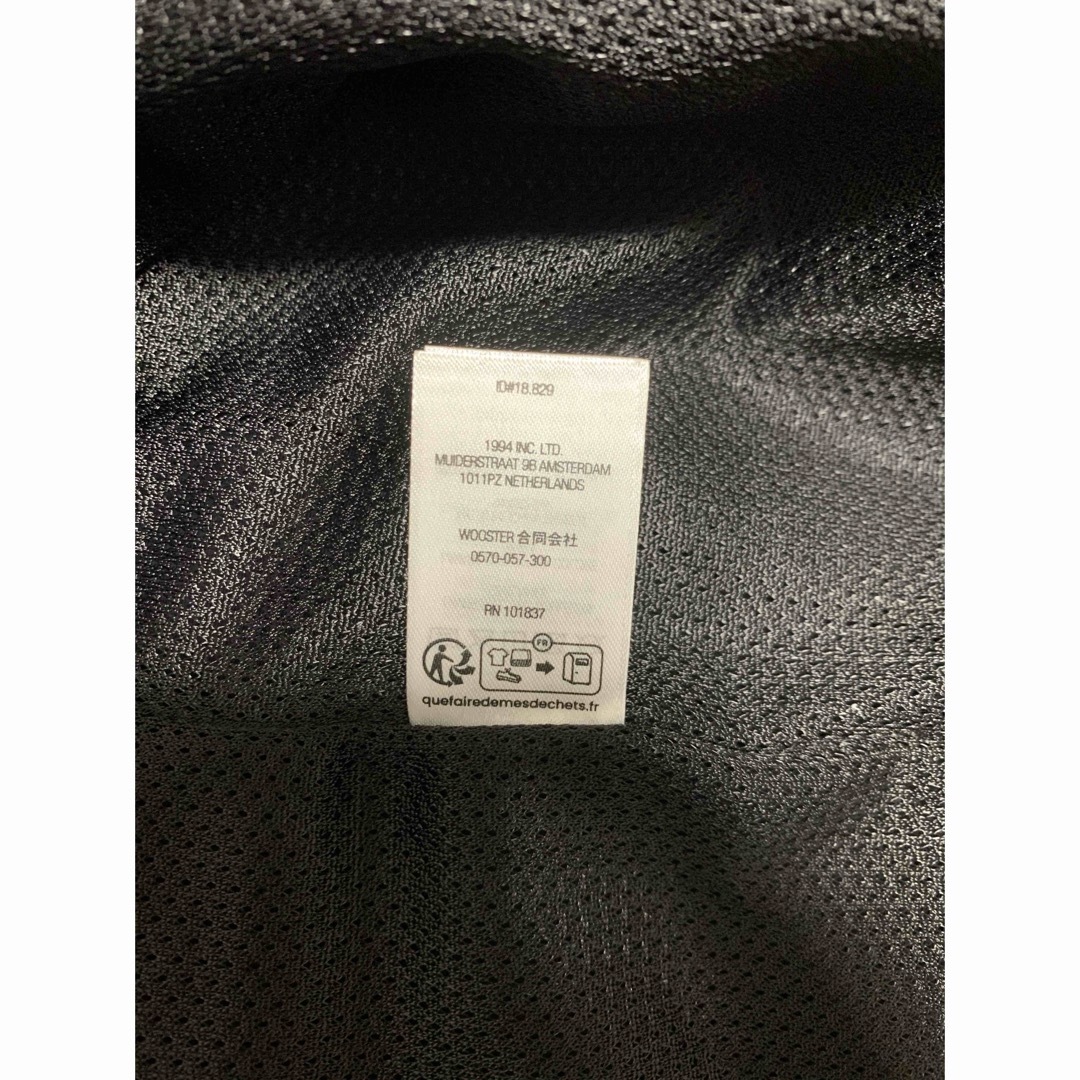 ID#18.829
1994 INC. LTD.
MUIDERSTRAAT 9B AMSTERDAM
1011PZ NETHERLANDS
WOOSTER 合同会社
0570-057-300
RN 101837
FR
quefairedemesdechets.fr